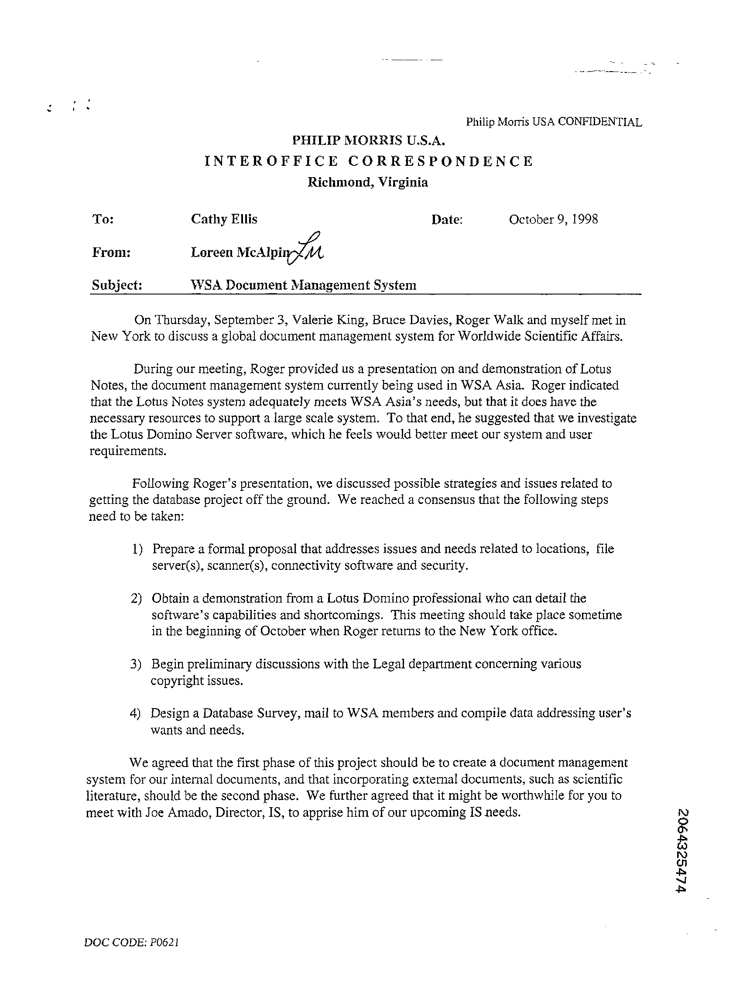 Philip Morris USA CONFIDENTIAL
PHILIP MORRIS U.S.A.
INTEROFFICE CORRESPONDENCE
Richmond, Virginia
To: Cathy Ellis Date: October 9, 1998
From: Loreen McAlpin LM
Subject: WSA Document Management System
On Thursday, September 3, Valerie King, Bruce Davies, Roger Walk and myself met in
New York to discuss a global document management system for Worldwide Scientific Affairs.
During our meeting, Roger provided us a presentation on and demonstration of Lotus
Notes, the document management system currently being used in WSA Asia. Roger indicated
that the Lotus Notes system adequately meets WSA Asia's needs, but that it does have the
necessary resources to support a large scale system. To that end, he suggested that we investigate
the Lotus Domino Server software, which he feels would better meet our system and user
requirements.
Following Roger's presentation, we discussed possible strategies and issues related to
getting the database project off the ground. We reached a consensus that the following steps
need to be taken:
1) Prepare a formal proposal that addresses issues and needs related to locations, file
server(s), scanner(s), connectivity software and security.
2) Obtain a demonstration from a Lotus Domino professional who can detail the
software's capabilities and shortcomings. This meeting should take place sometime
in the beginning of October when Roger returns to the New York office.
3) Begin preliminary discussions with the Legal department concerning various
copyright issues.
4) Design a Database Survey, mail to WSA members and compile data addressing user's
wants and needs.
We agreed that the first phase of this project should be to create a document management
system for our internal documents, and that incorporating external documents, such as scientific
literature, should be the second phase. We further agreed that it might be worthwhile for you to
meet with Joe Amado, Director, IS, to apprise him of our upcoming IS needs.
2064325474
DOC CODE: P0621